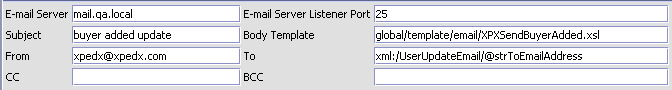 E-mail Server mail.qa.local E-mail Server Listener Port 25
Subject buyer added update Body Template global/template/email/XPXSendBuyerAdded.xsl
From xpedx@xpedx.com To xml:/UserUpdateEmail/@strToEmailAddress
CC BCC